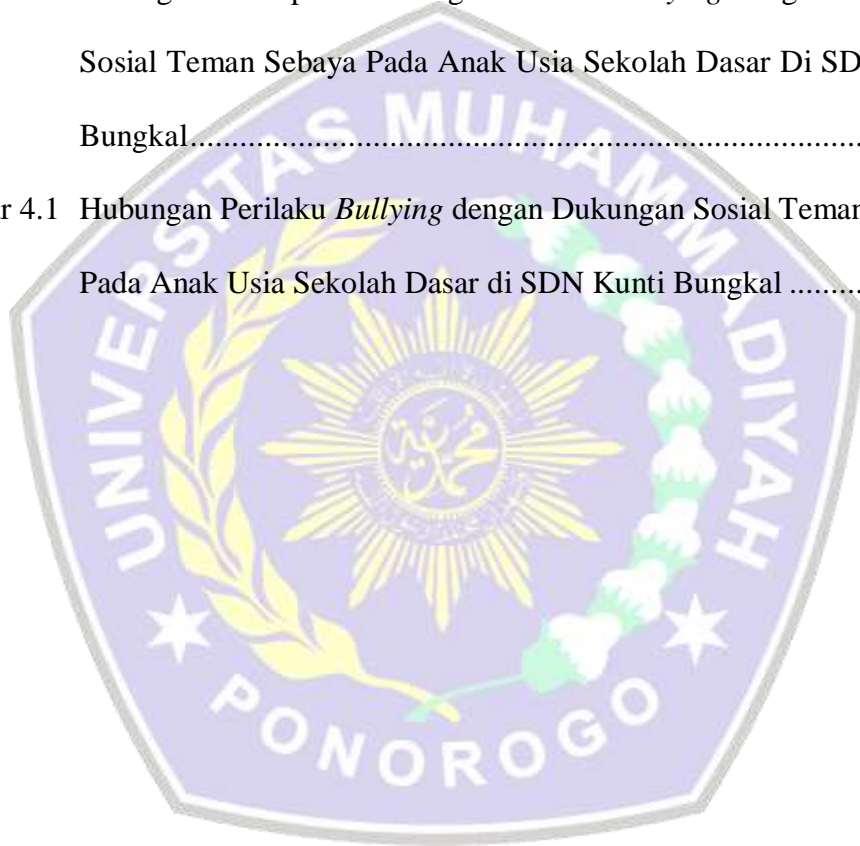 Sosial Teman Sebaya Pada Anak Usia Sekolah Dasar Di SD
Bungkal................................................................................
r 4.1 Hubungan Perilaku Bullying dengan Dukungan Sosial Teman
Pada Anak Usia Sekolah Dasar di SDN Kunti Bungkal .........
UNIVERSITAS MUHAMMADIYAH
PONOROGO